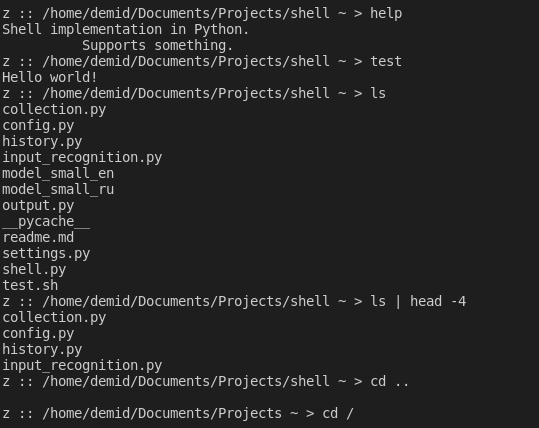 z :: /home/demid/Documents/Projects/shell ~ > help
Shell implementation in Python.
          Supports something.
z :: /home/demid/Documents/Projects/shell ~ > test
Hello world!
z :: /home/demid/Documents/Projects/shell ~ > ls
collection.py
config.py
history.py
input_recognition.py
model_small_en
model_small_ru
output.py
__pycache__
readme.md
settings.py
shell.py
test.sh
z :: /home/demid/Documents/Projects/shell ~ > ls | head -4
collection.py
config.py
history.py
input_recognition.py
z :: /home/demid/Documents/Projects/shell ~ > cd ..
z :: /home/demid/Documents/Projects ~ > cd /